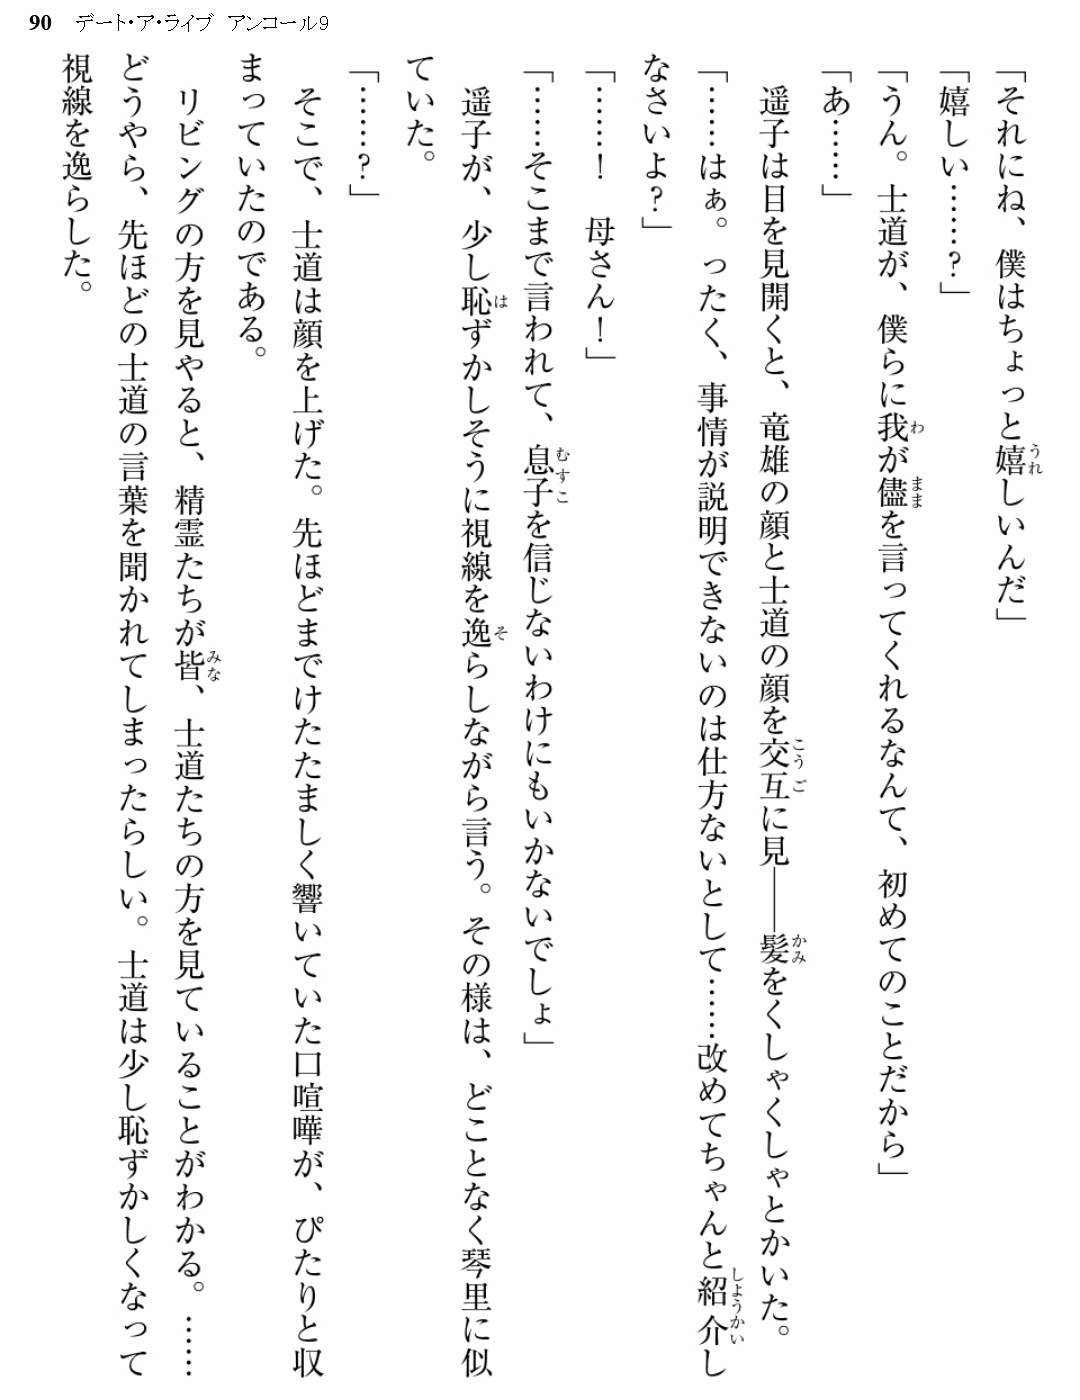 90 デート・ア・ライブ アンコール9
「それにね、僕はちょっと嬉しいんだ」
「嬉しい……？」
「うん。士道が、僕らに我が儘を言ってくれるなんて、初めてのことだから」
「あ……」
　遥子は目を見開くと、竜雄の顔と士道の顔を交互に見──髪をくしゃくしゃとかいた。
「……はぁ。ったく、事情が説明できないのは仕方ないとして……改めてちゃんと紹介し
なさいよ？」
「……！　母さん！」
「……そこまで言われて、息子を信じないわけにもいかないでしょ」
　遥子が、少し恥ずかしそうに視線を逸らしながら言う。その様は、どことなく琴里に似
ていた。
「……？」
　そこで、士道は顔を上げた。先ほどまでけたたましく響いていた口喧嘩が、ぴたりと収
まっていたのである。
　リビングの方を見やると、精霊たちが皆、士道たちの方を見ていることがわかる。……
どうやら、先ほどの士道の言葉を聞かれてしまったらしい。士道は少し恥ずかしくなって
視線を逸らした。